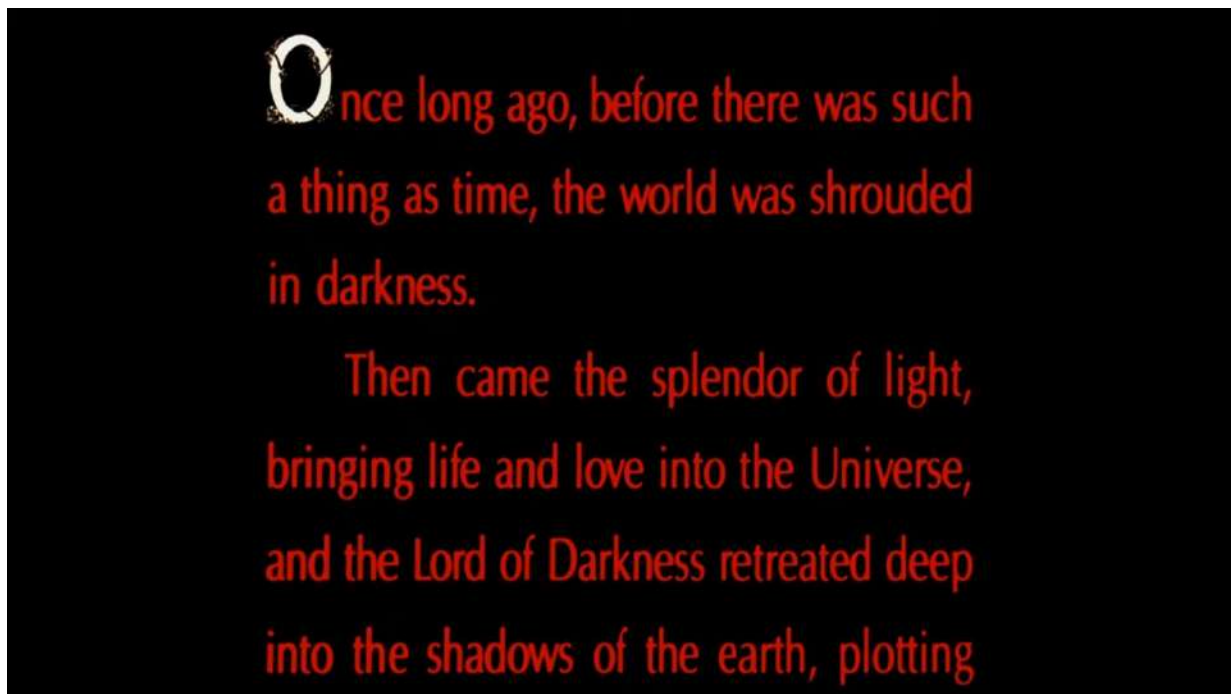 Once long ago, before there was such
a thing as time, the world was shrouded
in darkness.
Then came the splendor of light,
bringing life and love into the Universe,
and the Lord of Darkness retreated deep
into the shadows of the earth, plotting